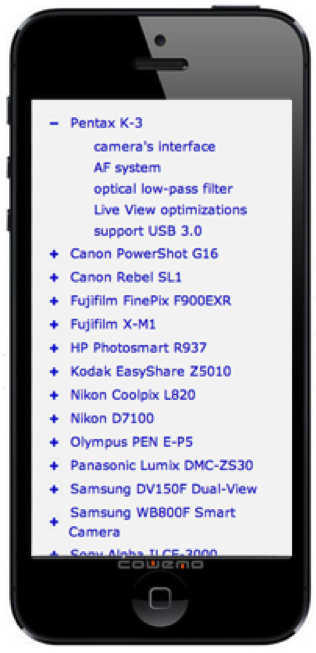 − Pentax K-3
camera's interface
AF system
optical low-pass filter
Live View optimizations
support USB 3.0
+ Canon PowerShot G16
+ Canon Rebel SL1
+ Fujifilm FinePix F900EXR
+ Fujifilm X-M1
+ HP Photosmart R937
+ Kodak EasyShare Z5010
+ Nikon Coolpix L820
+ Nikon D7100
+ Olympus PEN E-P5
+ Panasonic Lumix DMC-ZS30
+ Samsung DV150F Dual-View
+ Samsung WB800F Smart
Camera
Sony Alpha ILCE-3000
cowemo